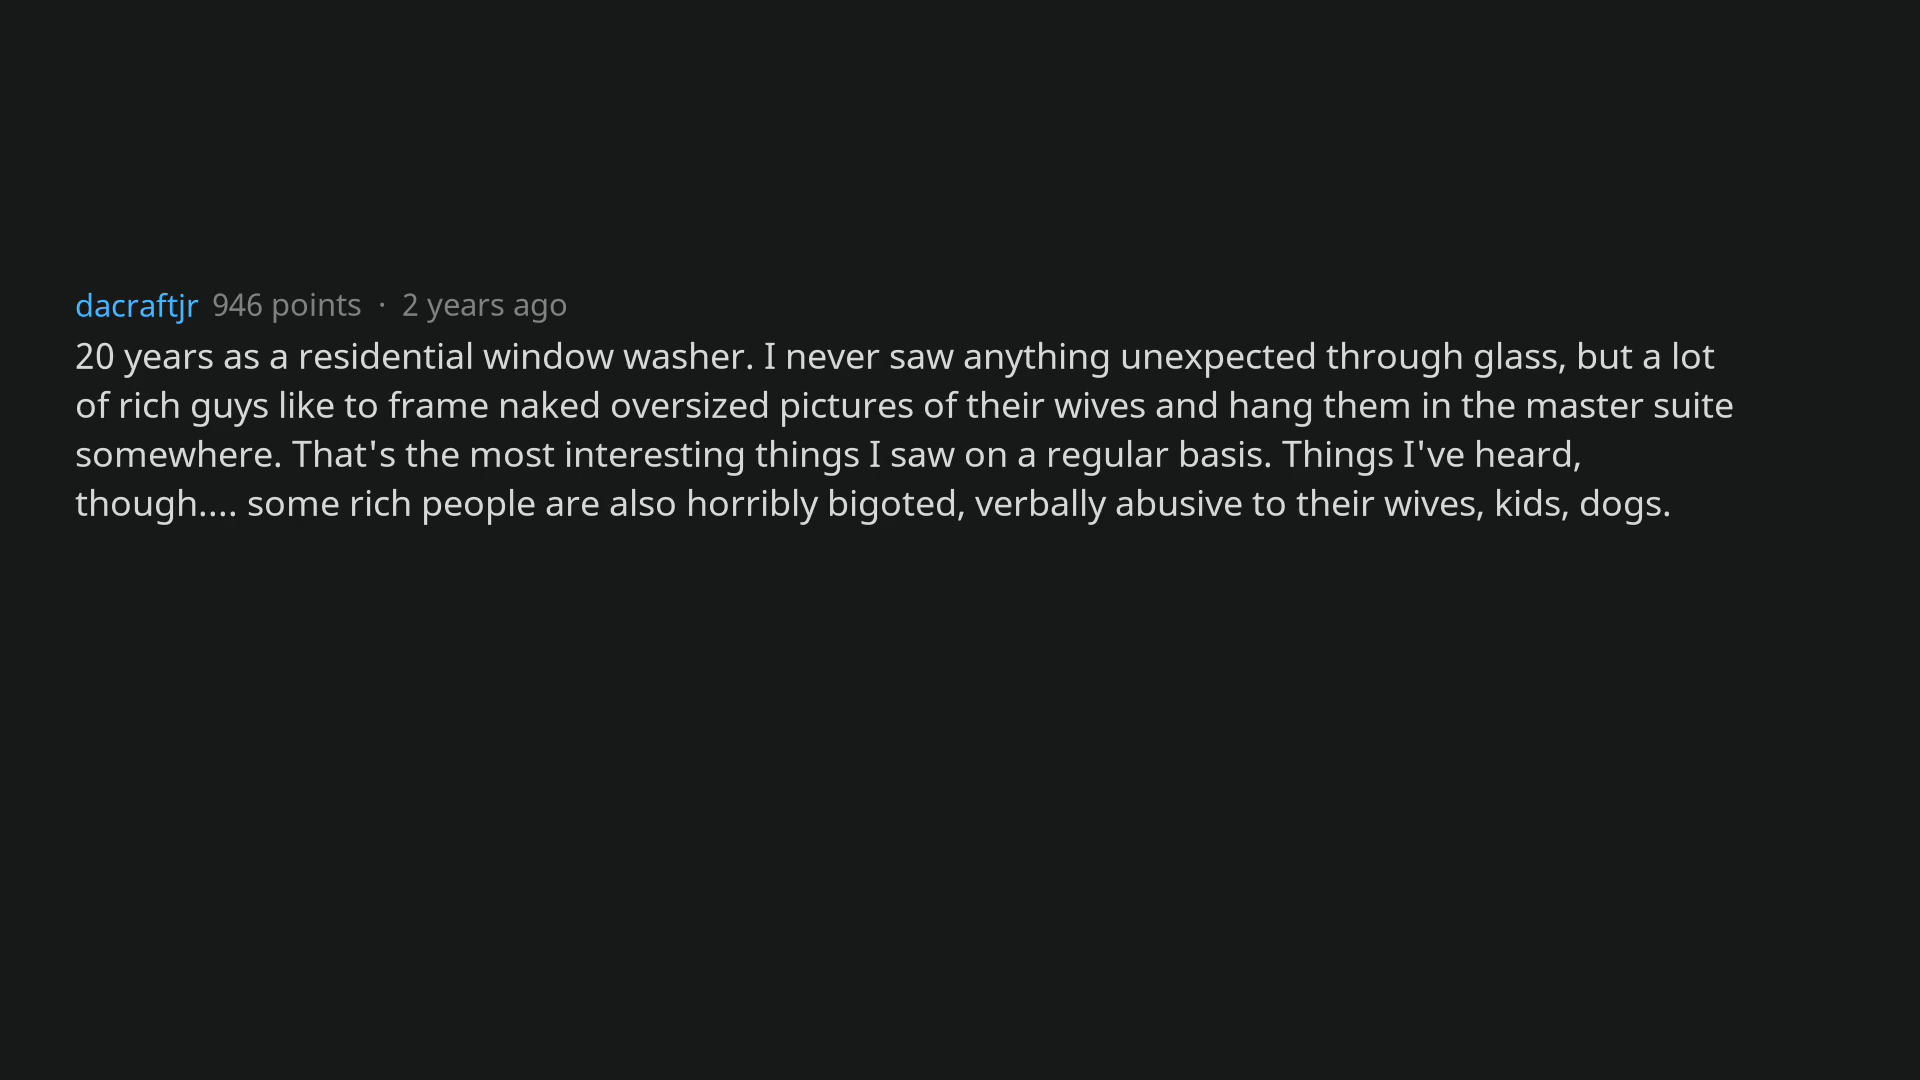 dacraftjr 946 points · 2 years ago
20 years as a residential window washer. I never saw anything unexpected through glass, but a lot
of rich guys like to frame naked oversized pictures of their wives and hang them in the master suite
somewhere. That's the most interesting things I saw on a regular basis. Things I've heard,
though.... some rich people are also horribly bigoted, verbally abusive to their wives, kids, dogs.